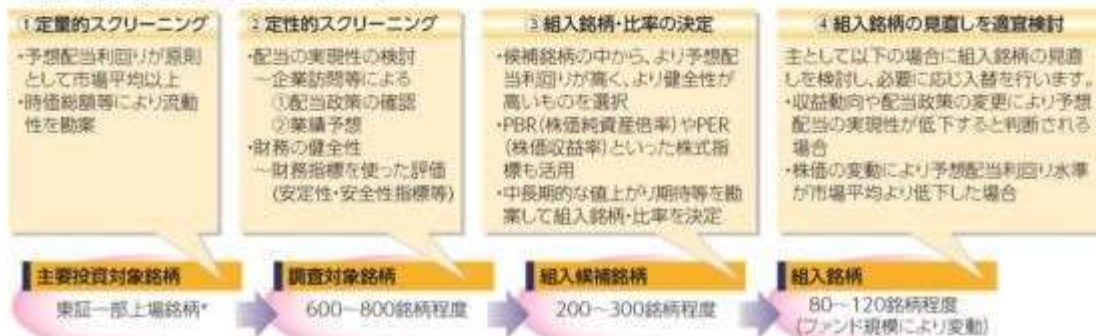 ①定量的スクリーニング
・予想配当利回りが原則
として市場平均以上
・時価総額等により流動
性を勘案
②定性的スクリーニング
・配当の実現性の検討
～企業訪問等による
①配当政策の確認
②業績予想
・財務の健全性
～財務指標を使った評価
(安定性・安全性指標等)
③組入銘柄・比率の決定
・候補銘柄の中から、より予想配
当利回りが高く、より健全性が
高いものを選択
・PBR(株価純資産倍率)やPER
(株価収益率)といった株式指
標も活用
・中長期的な値上がり期待等を勘
案して組入銘柄・比率を決定
④組入銘柄の見直しを適宜検討
主として以下の場合に組入銘柄の見直
しを検討し、必要に応じ入替を行います。
・収益動向や配当政策の変更により予想
配当の実現性が低下すると判断される
場合
・株価の変動により予想配当利回り水準
が市場平均より低下した場合
主要投資対象銘柄
東証一部上場銘柄*
調査対象銘柄
600～800銘柄程度
組入候補銘柄
200～300銘柄程度
組入銘柄
80～120銘柄程度
(ファンド規模により変動)